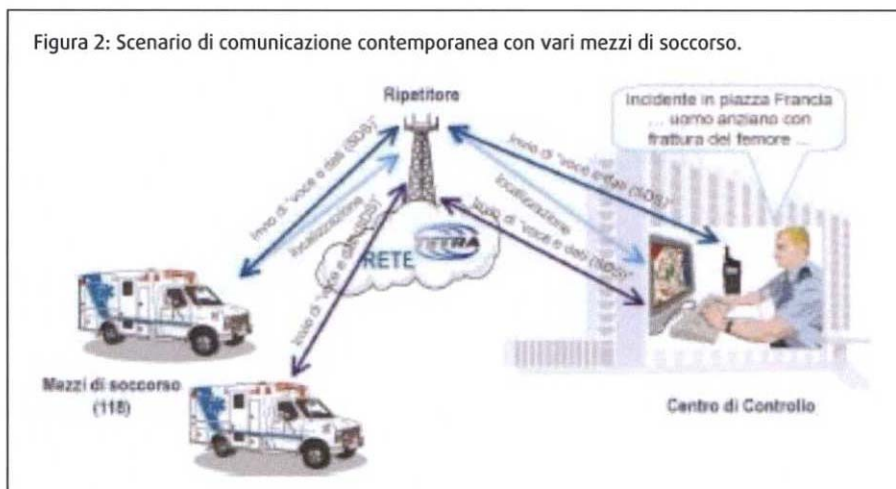 Figura 2: Scenario di comunicazione contemporanea con vari mezzi di soccorso.
Ripetitore
Incidente in piazza Francia
... uomo anziano con
frattura del femore ...
Invio di "voce e dati (SDS)"
localizzazione
Invio di "voce e dati (SDS)"
Invio di "voce e dati (SDS)"
localizzazione
Invio di "voce e dati (SDS)"
RETE TETRA
Mezzi di soccorso
(118)
Centro di Controllo